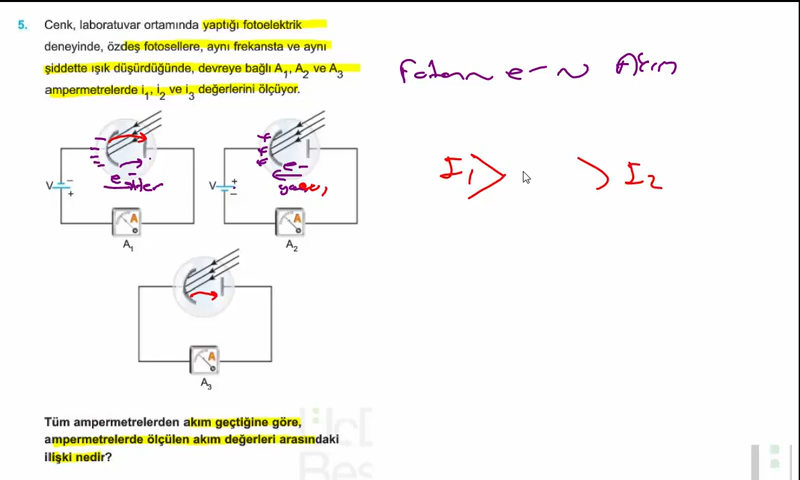 5. Cenk, laboratuvar ortamında yaptığı fotoelektrik
deneyinde, özdeş fotosellere, aynı frekansta ve aynı
şiddette ışık düşürdüğünde, devreye bağlı A1, A2 ve A3
ampermetrelerde i1, i2 ve i3 değerlerini ölçüyor.
e- ~ Akım
I1 > > I2
e-
e-
V - +
V + -
A
A
A1
A2
A
A3
Tüm ampermetrelerden akım geçtiğine göre,
ampermetrelerde ölçülen akım değerleri arasındaki
ilişki nedir?